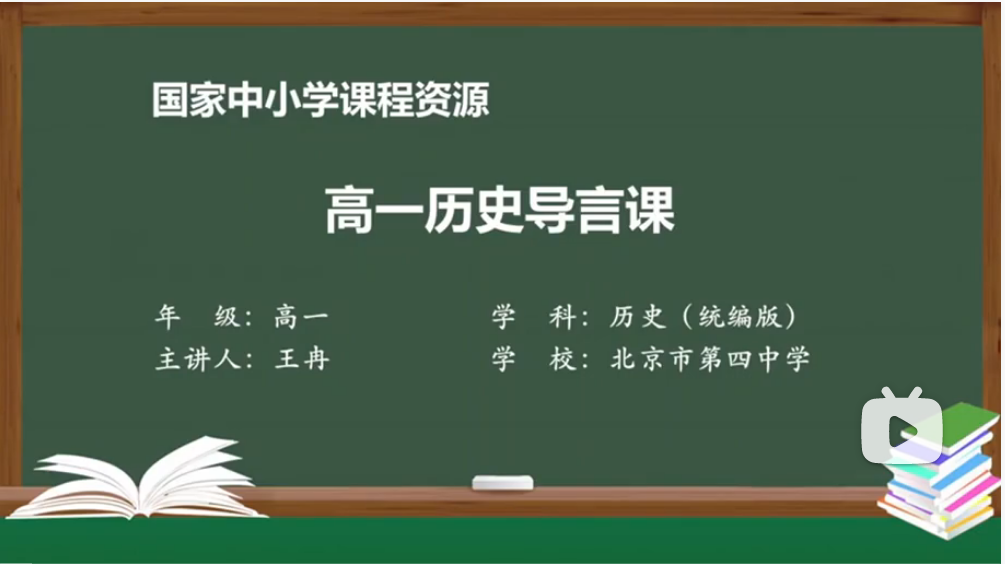 国家中小学课程资源
高一历史导言课
年 级：高一 学 科：历史（统编版）
主讲人：王冉 学 校：北京市第四中学